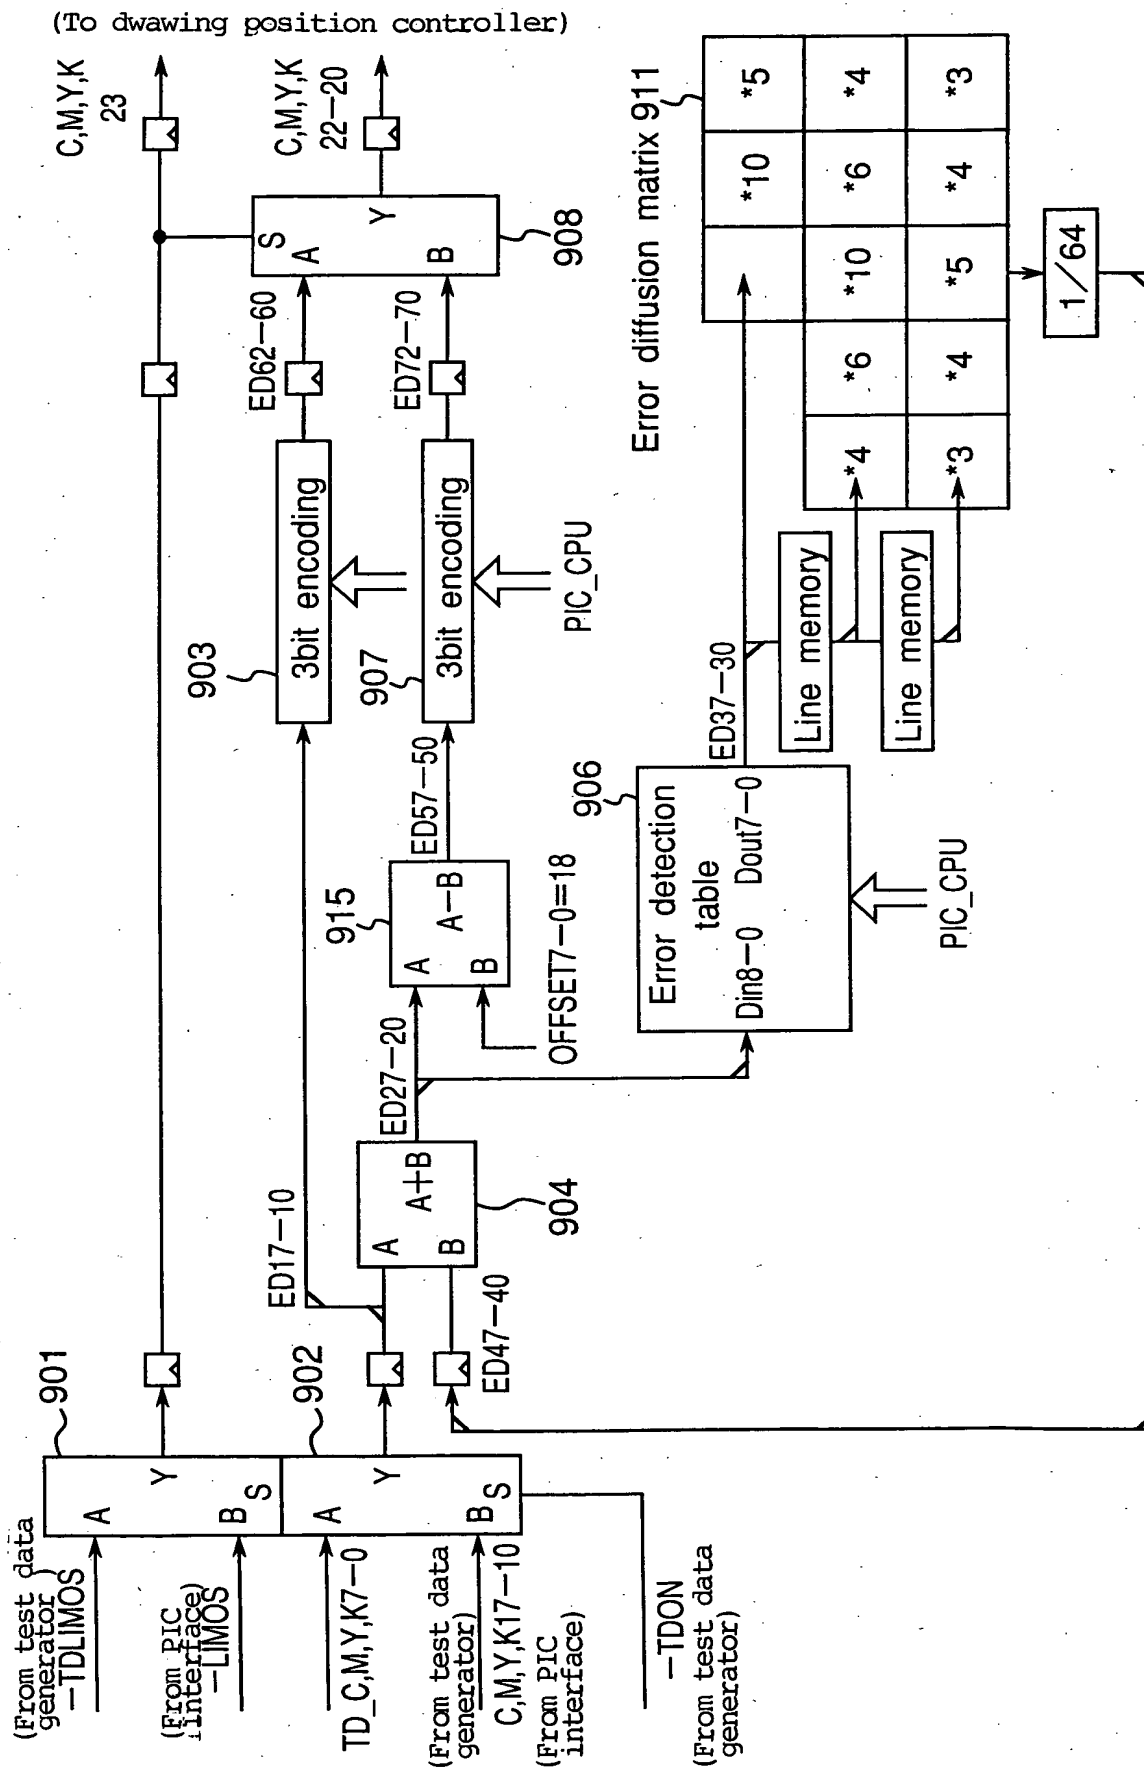 (To dwawing position controller)
C,M,Y,K
23
C,M,Y,K
22−20
S
A
Y
B
908
ED62−60
ED72−70
3bit encoding
903
3bit encoding
907
PIC_CPU
ED57−50
915
A
A−B
B
OFFSET7−0=18
ED27−20
904
A
A+B
B
ED17−10
ED47−40
901
A
Y
B
S
902
A
Y
B
S
(From test data
generator)
−TDLIMOS
(From PIC
interface)
−LIMOS
TD_C,M,Y,K7−0
(From test data
generator)
C,M,Y,K17−10
(From PIC
interface)
−TDON
(From test data
generator)
906
Error detection
table
Din8−0 Dout7−0
PIC_CPU
ED37−30
Line memory
Line memory
Error diffusion matrix 911
*10 *5
*4 *6 *10 *6 *4
*3 *4 *5 *4 *3
1/64